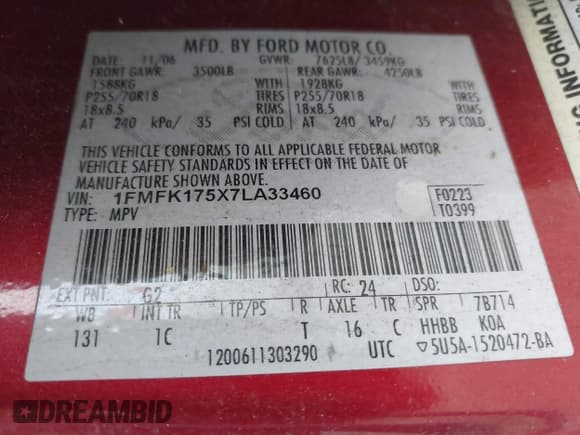 MFD. BY FORD MOTOR CO.
DATE: 11/06 GVWR: 7625LB/ 3459KG
FRONT GAWR: 3500LB REAR GAWR: 4250LB
1588KG WITH 1928KG WITH
P255/70R18 TIRES P255/70R18 TIRES
18x8.5 RIMS 18x8.5 RIMS
AT 240 kPa/ 35 PSI COLD AT 240 kPa/ 35 PSI COLD
THIS VEHICLE CONFORMS TO ALL APPLICABLE FEDERAL MOTOR
VEHICLE SAFETY STANDARDS IN EFFECT ON THE DATE OF
MANUFACTURE SHOWN ABOVE.
VIN: 1FMFK175X7LA33460 F0223
TYPE: MPV T0399
EXT PNT: G2 RC: 24 DSO:
WB INT TR TP/PS R AXLE TR SPR 7B714
131 1C T 16 C HHBB KOA
1200611303290 UTC ▽5U5A-1520472-BA
NG INFORMATI
DREAMBID